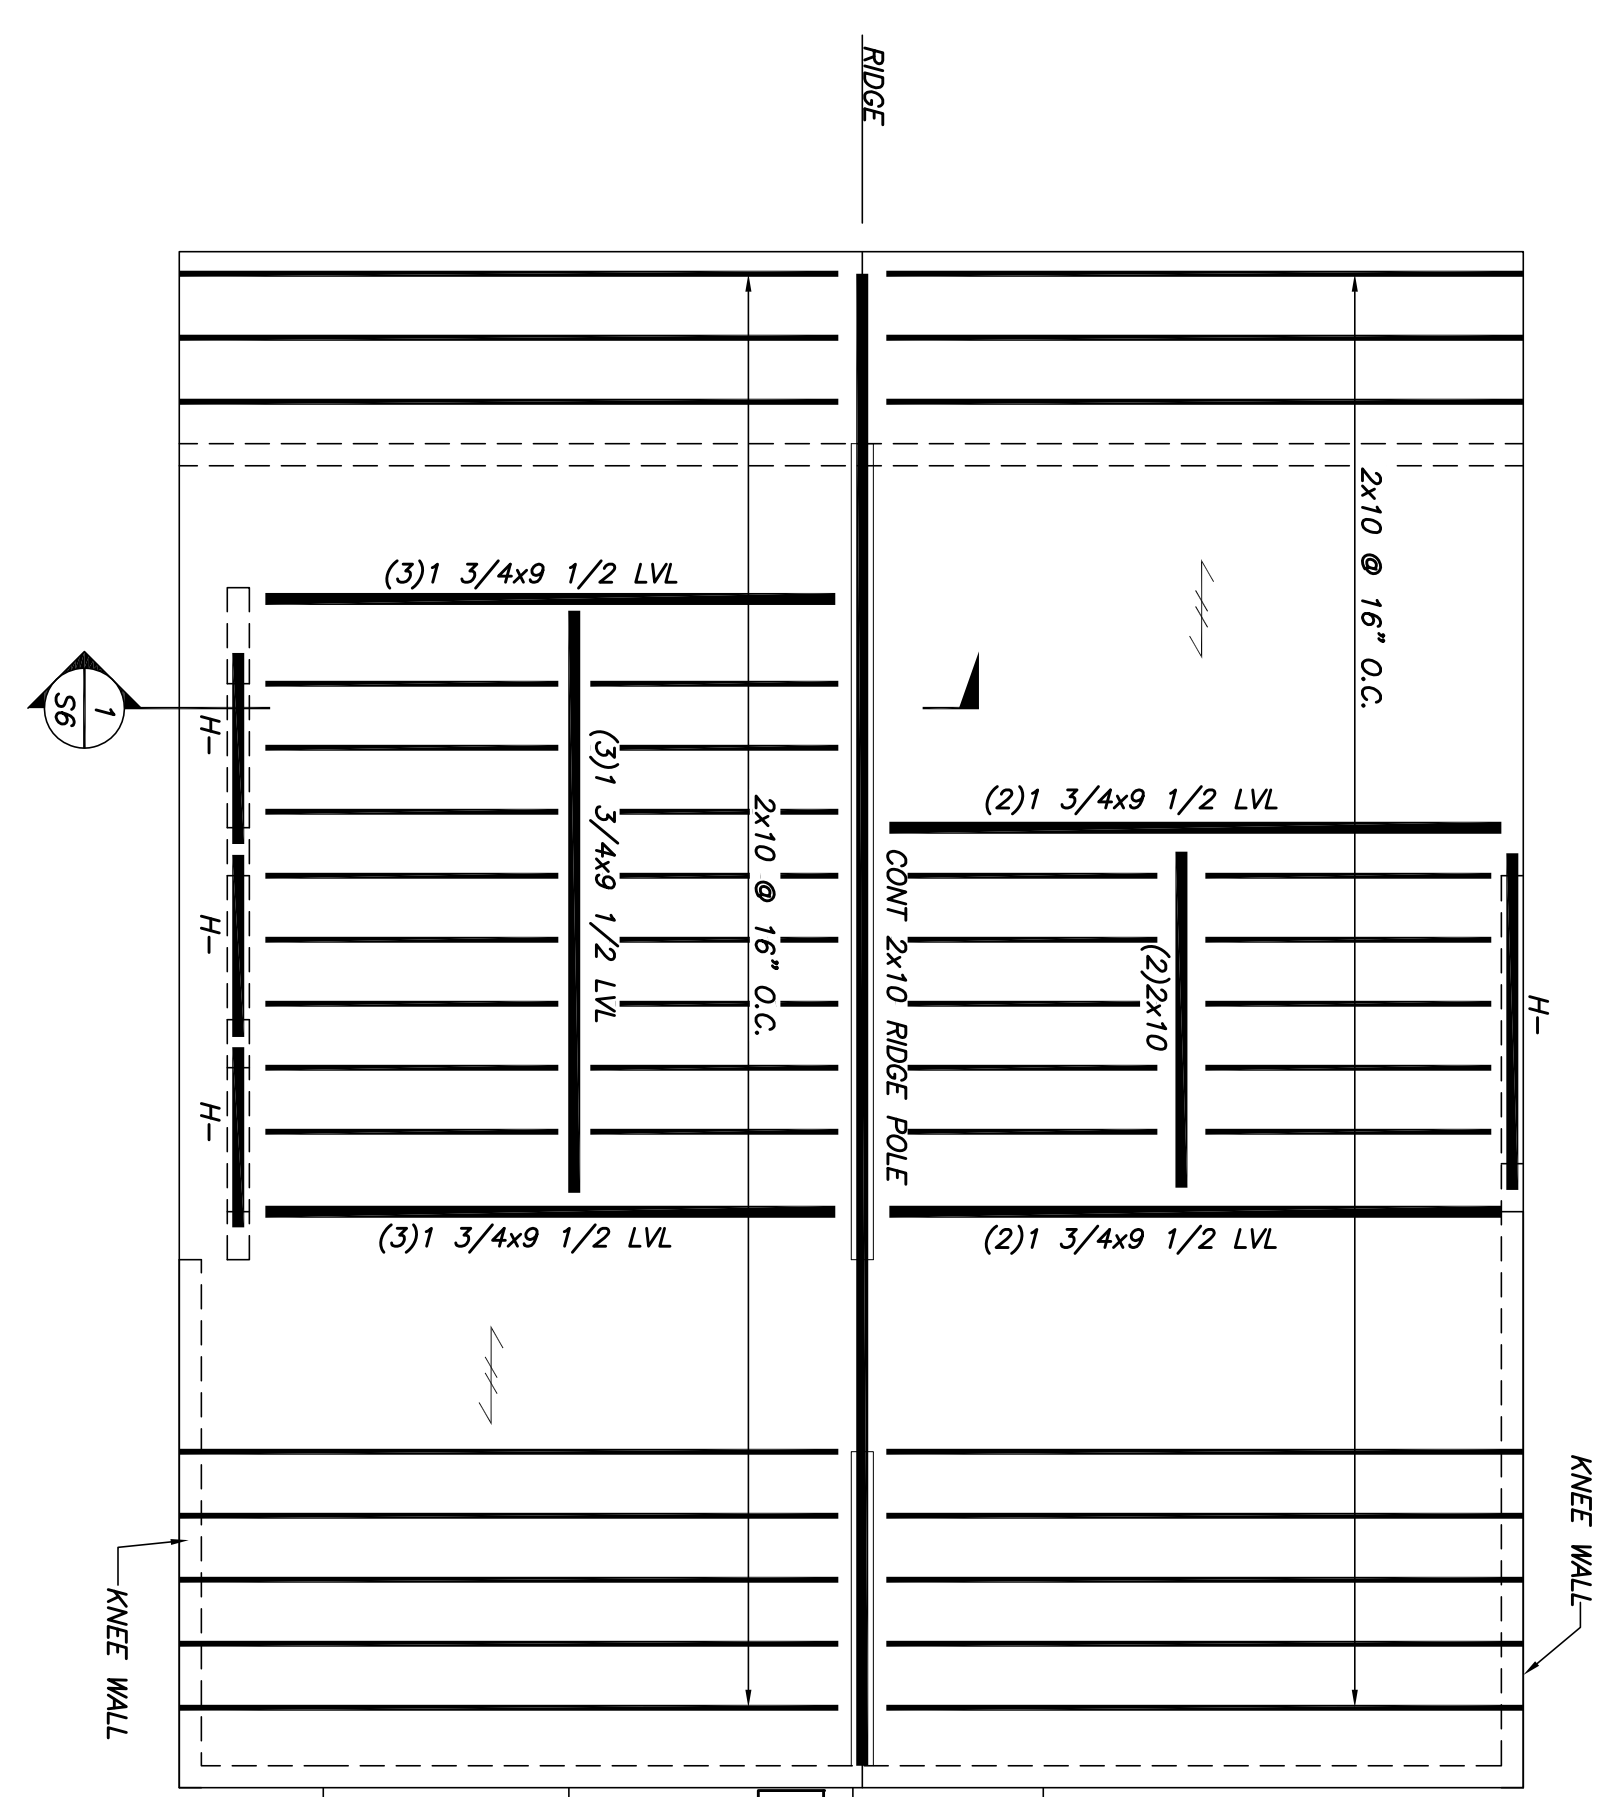 RIDGE
2x10 @ 16" O.C.
(3)1 3/4x9 1/2 LVL
1
S6
H-
(3)1 3/4x9 1/2 LVL
2x10 @ 16" O.C.
(2)1 3/4x9 1/2 LVL
CONT 2x10 RIDGE POLE
(2)2x10
H-
H-
H-
(3)1 3/4x9 1/2 LVL
(2)1 3/4x9 1/2 LVL
KNEE WALL
KNEE WALL